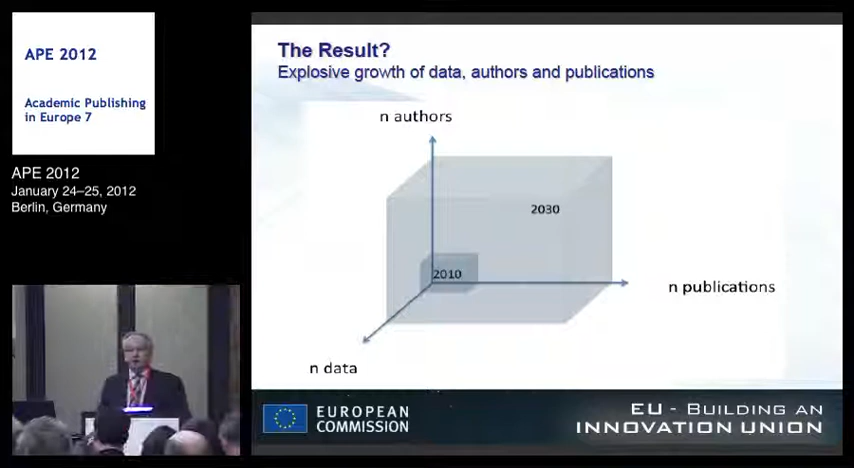 APE 2012
Academic Publishing
in Europe 7
APE 2012
January 24–25, 2012
Berlin, Germany
The Result?
Explosive growth of data, authors and publications
n authors
2030
2010
n publications
n data
EUROPEAN
COMMISSION
EU - BUILDING AN
INNOVATION UNION